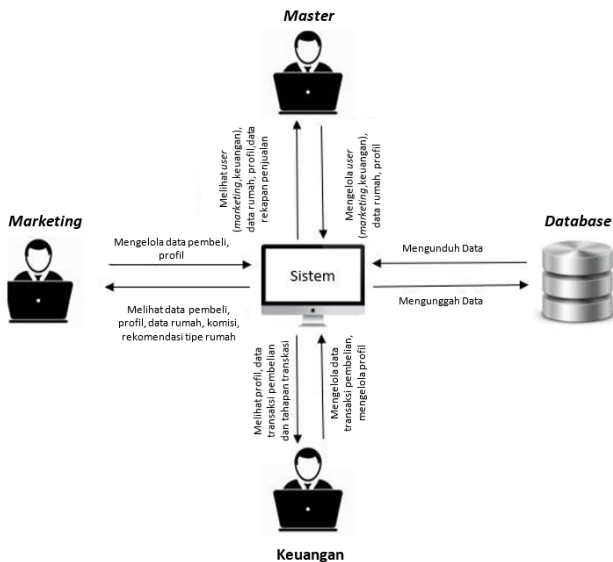 Master
Melihat user
(marketing,keuangan),
data rumah, profil,data
rekapan penjualan
Mengelola user
(marketing,keuangan),
data rumah, profil
Marketing
Mengelola data pembeli,
profil
Melihat data pembeli,
profil, data rumah, komisi,
rekomendasi tipe rumah
Sistem
Database
Mengunduh Data
Mengunggah Data
Melihat profil, data
transaksi pembelian
dan tahapan transkasi
Mengelola data
transaksi pembelian,
mengelola profil
Keuangan